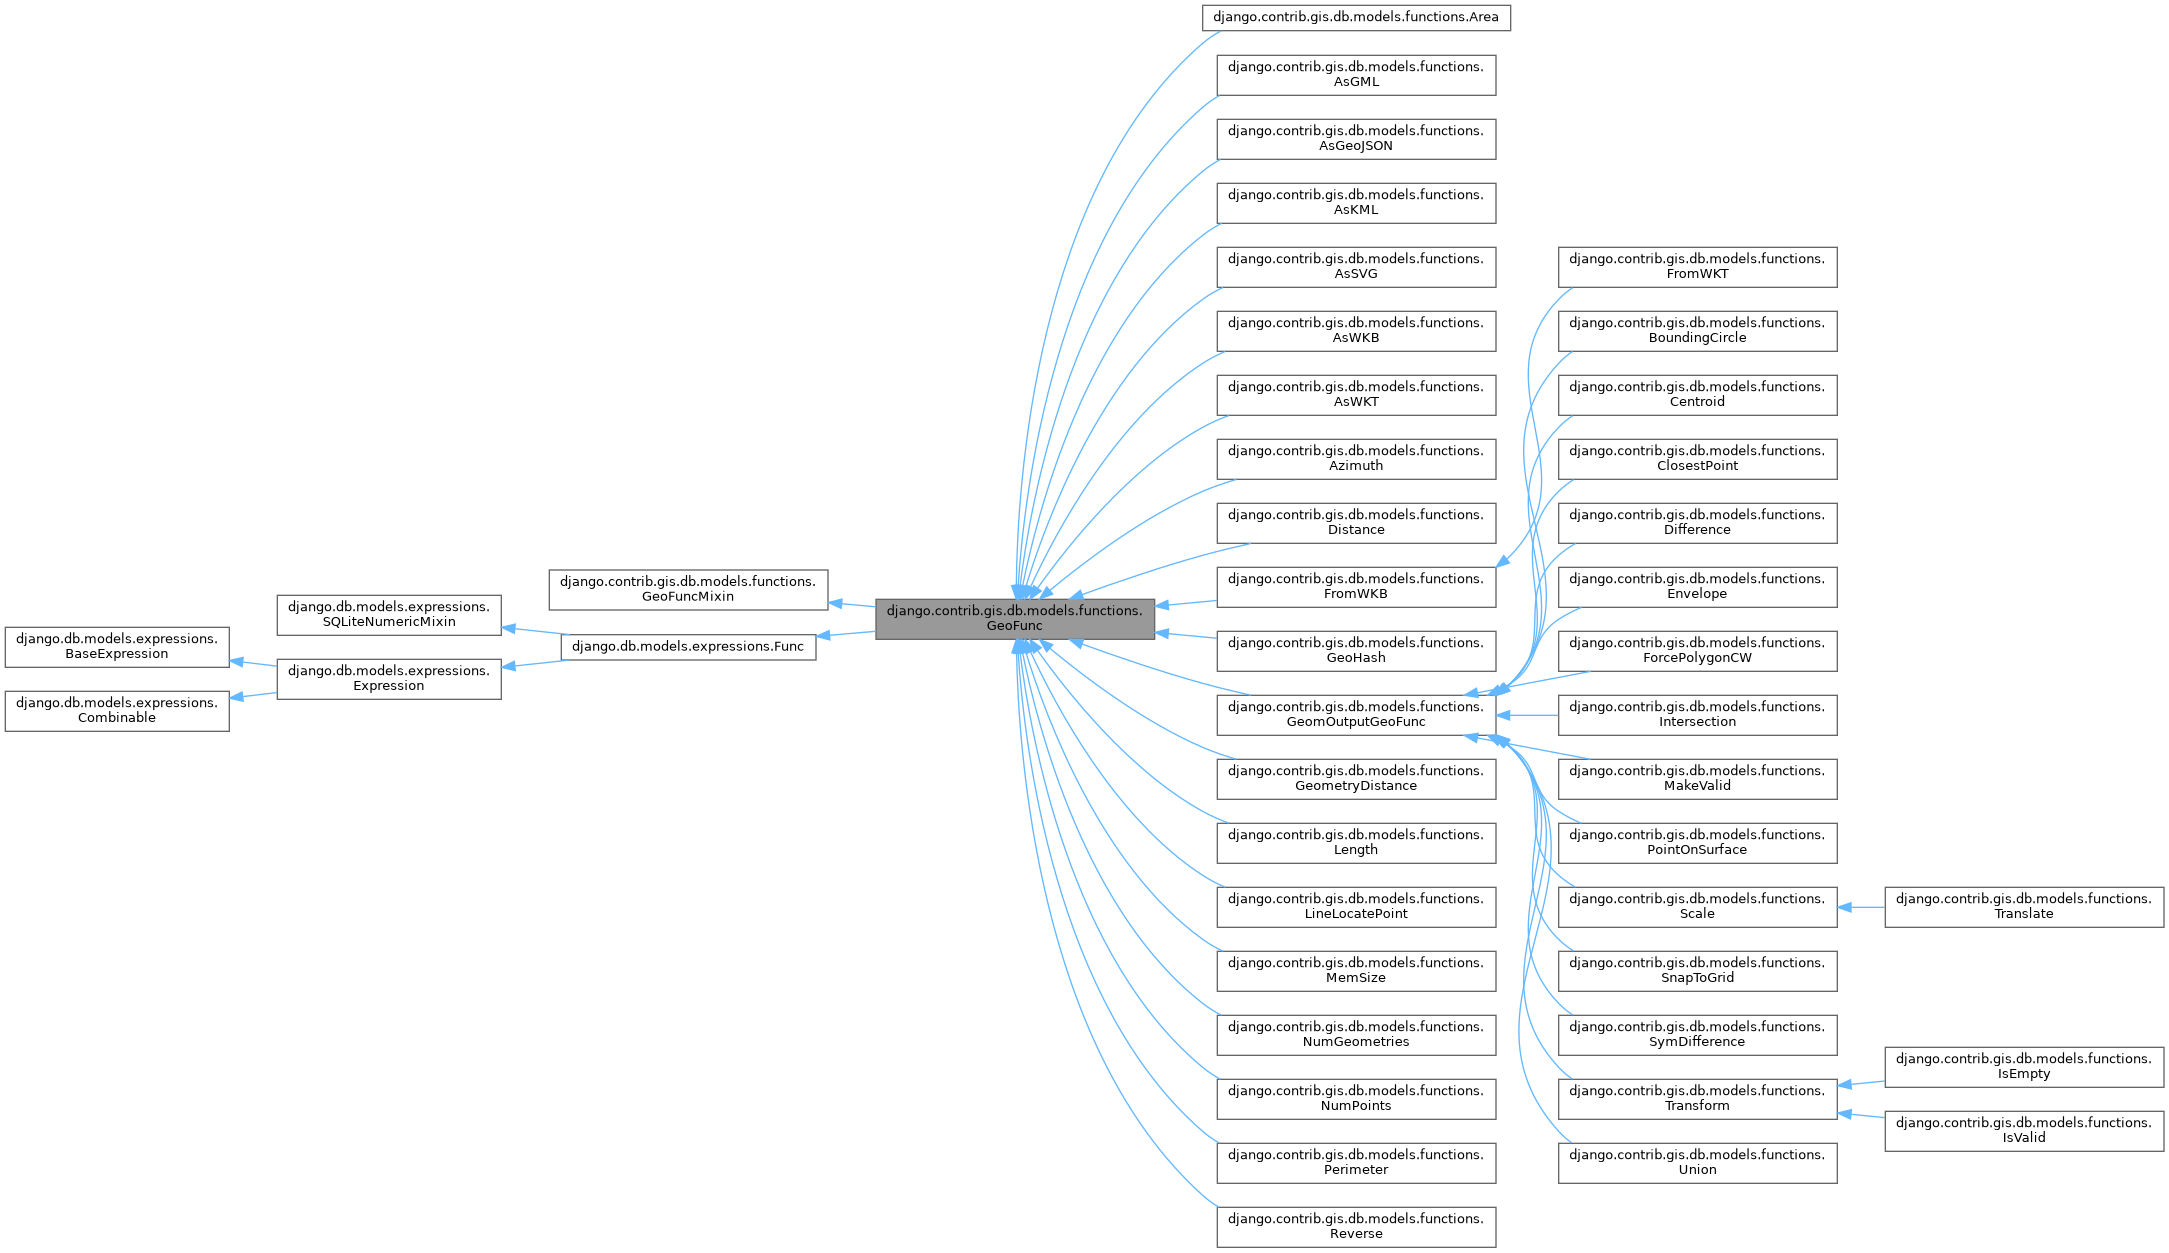 django.db.models.expressions.
BaseExpression
django.db.models.expressions.
Combinable
django.db.models.expressions.
SQLiteNumericMixin
django.db.models.expressions.
Expression
django.contrib.gis.db.models.functions.
GeoFuncMixin
django.db.models.expressions.Func
django.contrib.gis.db.models.functions.
GeoFunc
django.contrib.gis.db.models.functions.Area
django.contrib.gis.db.models.functions.
AsGML
django.contrib.gis.db.models.functions.
AsGeoJSON
django.contrib.gis.db.models.functions.
AsKML
django.contrib.gis.db.models.functions.
AsSVG
django.contrib.gis.db.models.functions.
AsWKB
django.contrib.gis.db.models.functions.
AsWKT
django.contrib.gis.db.models.functions.
Azimuth
django.contrib.gis.db.models.functions.
Distance
django.contrib.gis.db.models.functions.
FromWKB
django.contrib.gis.db.models.functions.
GeoHash
django.contrib.gis.db.models.functions.
GeomOutputGeoFunc
django.contrib.gis.db.models.functions.
GeometryDistance
django.contrib.gis.db.models.functions.
Length
django.contrib.gis.db.models.functions.
LineLocatePoint
django.contrib.gis.db.models.functions.
MemSize
django.contrib.gis.db.models.functions.
NumGeometries
django.contrib.gis.db.models.functions.
NumPoints
django.contrib.gis.db.models.functions.
Perimeter
django.contrib.gis.db.models.functions.
Reverse
django.contrib.gis.db.models.functions.
FromWKT
django.contrib.gis.db.models.functions.
BoundingCircle
django.contrib.gis.db.models.functions.
Centroid
django.contrib.gis.db.models.functions.
ClosestPoint
django.contrib.gis.db.models.functions.
Difference
django.contrib.gis.db.models.functions.
Envelope
django.contrib.gis.db.models.functions.
ForcePolygonCW
django.contrib.gis.db.models.functions.
Intersection
django.contrib.gis.db.models.functions.
MakeValid
django.contrib.gis.db.models.functions.
PointOnSurface
django.contrib.gis.db.models.functions.
Scale
django.contrib.gis.db.models.functions.
SnapToGrid
django.contrib.gis.db.models.functions.
SymDifference
django.contrib.gis.db.models.functions.
Transform
django.contrib.gis.db.models.functions.
Union
django.contrib.gis.db.models.functions.
Translate
django.contrib.gis.db.models.functions.
IsEmpty
django.contrib.gis.db.models.functions.
IsValid